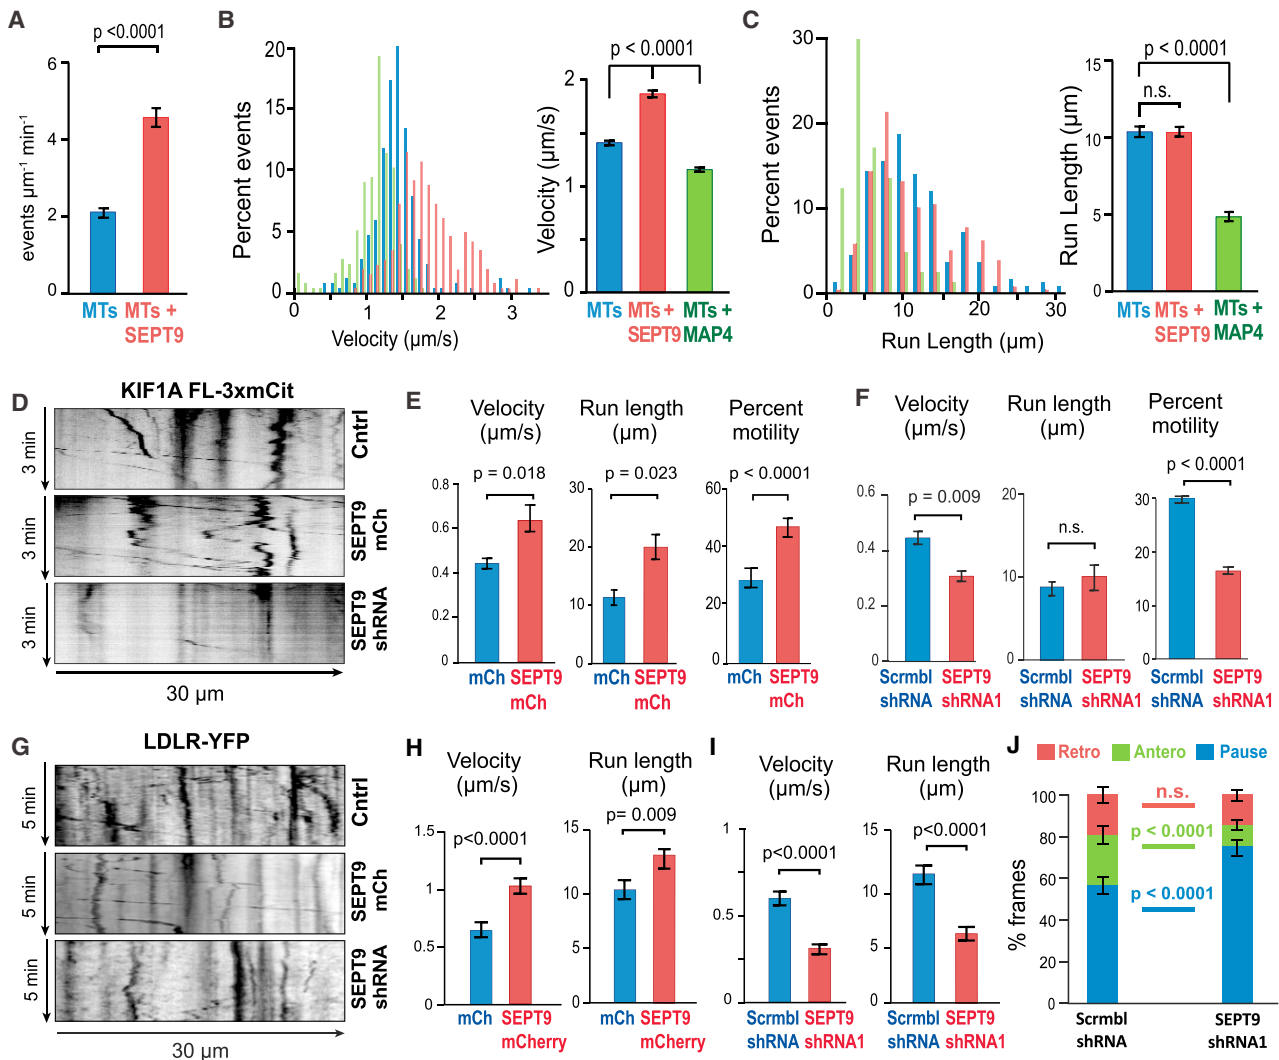 A
p <0.0001
6
4
2
0
events µm⁻¹ min⁻¹
MTs
MTs +
SEPT9
B
20
15
10
5
0
Percent events
0
1
2
3
Velocity (µm/s)
p < 0.0001
2
1
0
Velocity (µm/s)
MTs
MTs +
SEPT9
MTs +
MAP4
C
30
20
10
0
Percent events
0
10
20
30
Run Length (µm)
p < 0.0001
n.s.
15
10
5
0
Run Length (µm)
MTs
MTs +
SEPT9
MTs +
MAP4
D
KIF1A FL-3xmCit
3 min
Cntrl
3 min
SEPT9
mCh
3 min
SEPT9
shRNA
30 µm
E
Velocity
(µm/s)
p = 0.018
0.8
0.6
0.4
0.2
0
mCh
SEPT9
mCh
Run length
(µm)
p = 0.023
30
20
10
0
mCh
SEPT9
mCh
Percent
motility
p < 0.0001
60
40
20
0
mCh
SEPT9
mCh
F
Velocity
(µm/s)
p = 0.009
0.6
0.4
0.2
0
Scrmbl
shRNA
SEPT9
shRNA1
Run length
(µm)
n.s.
20
10
0
Scrmbl
shRNA
SEPT9
shRNA1
Percent
motility
p < 0.0001
30
20
10
0
Scrmbl
shRNA
SEPT9
shRNA1
G
LDLR-YFP
5 min
Cntrl
5 min
SEPT9
mCh
5 min
SEPT9
shRNA
30 µm
H
Velocity
(µm/s)
p<0.0001
1.5
1
0.5
0
mCh
SEPT9
mCherry
Run length
(µm)
p= 0.009
15
10
5
0
mCh
SEPT9
mCherry
I
Velocity
(µm/s)
p<0.0001
1
0.5
0
Scrmbl
shRNA
SEPT9
shRNA1
Run length
(µm)
p<0.0001
15
10
5
0
Scrmbl
shRNA
SEPT9
shRNA1
J
Retro
Antero
Pause
100
80
60
40
20
0
% frames
n.s.
p < 0.0001
p < 0.0001
Scrmbl
shRNA
SEPT9
shRNA1